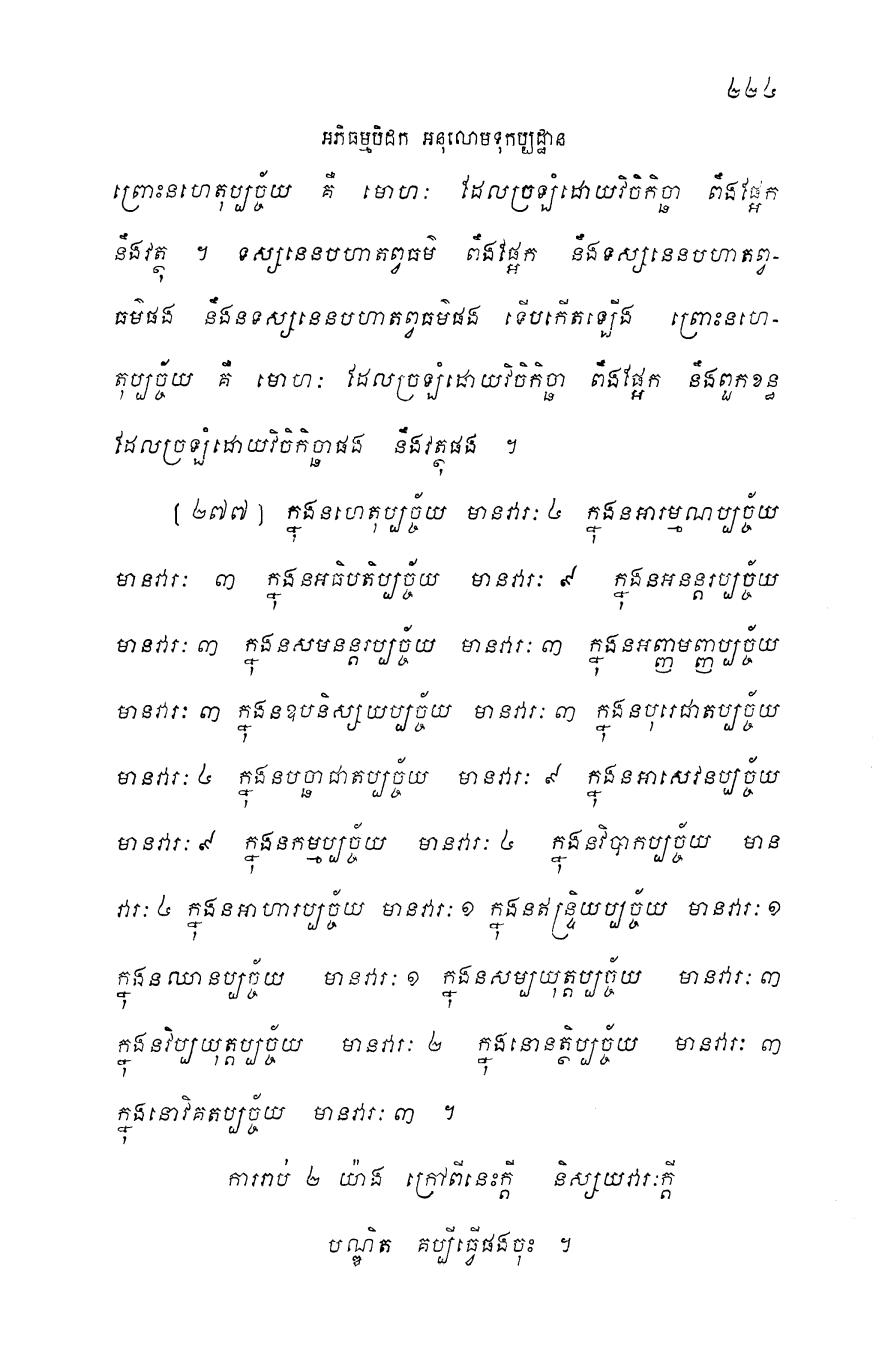 ២២៤
អភិធម្មបិដក អនុលោមទុកប្បដ្ឋាន
ព្រោះនហេតុប្បច្ច័យ គឺ មោហៈ ដែលច្រឡំដោយវិចិកិច្ឆា ពឹងផ្អែក
នឹងវត្ថុ ។ ទស្សនេនបហាតព្វធម៌ ពឹងផ្អែក នឹងទស្សនេនបហាតព្វ-
ធម៌ផង នឹងនទស្សនេនបហាតព្វធម៌ផង ទើបកើតឡើង ព្រោះនហេ-
តុប្បច្ច័យ គឺ មោហៈ ដែលច្រឡំដោយវិចិកិច្ឆា ពឹងផ្អែក នឹងពួកខន្ធ
ដែលច្រឡំដោយវិចិកិច្ឆាផង នឹងវត្ថុផង ។
[ ២៧៧ ] ក្នុងនហេតុប្បច្ច័យ មានវារៈ ៤ ក្នុងនអារម្មណប្បច្ច័យ
មានវារៈ ៣ ក្នុងនអធិបតិប្បច្ច័យ មានវារៈ ៩ ក្នុងនអនន្តរប្បច្ច័យ
មានវារៈ ៣ ក្នុងនសមនន្តរប្បច្ច័យ មានវារៈ ៣ ក្នុងនអញ្ញាមញ្ញប្បច្ច័យ
មានវារៈ ៣ ក្នុងនឧបនិស្សយប្បច្ច័យ មានវារៈ ៣ ក្នុងនបុរេជាតប្បច្ច័យ
មានវារៈ ៤ ក្នុងនបច្ឆាជាតប្បច្ច័យ មានវារៈ ៩ ក្នុងនអាសេវនប្បច្ច័យ
មានវារៈ ៩ ក្នុងនកម្មប្បច្ច័យ មានវារៈ ៤ ក្នុងនវិបាកប្បច្ច័យ មាន
វារៈ ៤ ក្នុងនអាហារប្បច្ច័យ មានវារៈ ១ ក្នុងនឥន្ទ្រិយប្បច្ច័យ មានវារៈ ១
ក្នុងនឈានប្បច្ច័យ មានវារៈ ១ ក្នុងនសម្បយុត្តប្បច្ច័យ មានវារៈ ៣
ក្នុងនវិប្បយុត្តប្បច្ច័យ មានវារៈ ២ ក្នុងនោនត្ថិប្បច្ច័យ មានវារៈ ៣
ក្នុងនោវិគតប្បច្ច័យ មានវារៈ ៣ ។
ការរាប់ ២ យ៉ាង ក្រៅពីនេះក្តី និស្សយវារៈក្តី
បណ្ឌិត គប្បីធ្វើផងចុះ ។